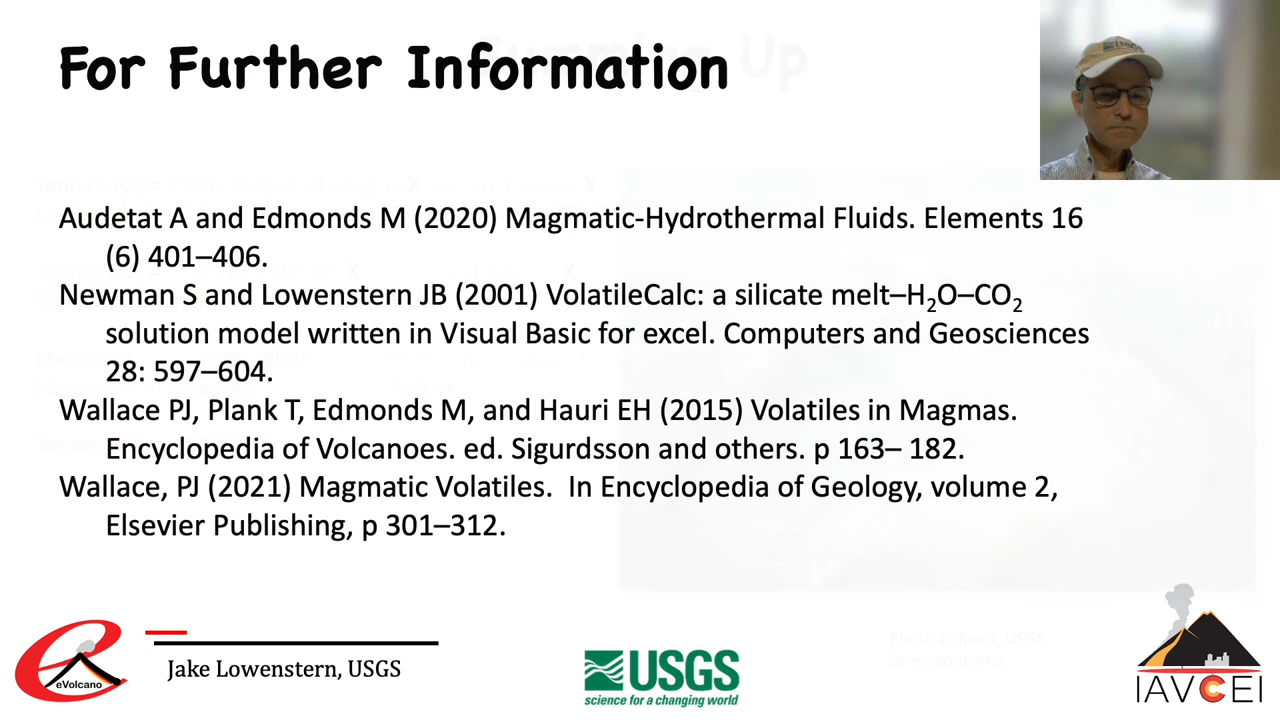 For Further Information
Audetat A and Edmonds M (2020) Magmatic-Hydrothermal Fluids. Elements 16
(6) 401–406.
Newman S and Lowenstern JB (2001) VolatileCalc: a silicate melt–H₂O–CO₂
solution model written in Visual Basic for excel. Computers and Geosciences
28: 597–604.
Wallace PJ, Plank T, Edmonds M, and Hauri EH (2015) Volatiles in Magmas.
Encyclopedia of Volcanoes. ed. Sigurdsson and others. p 163– 182.
Wallace, PJ (2021) Magmatic Volatiles.  In Encyclopedia of Geology, volume 2,
Elsevier Publishing, p 301–312.
eVolcano
Jake Lowenstern, USGS
USGS
science for a changing world
IAVCEI